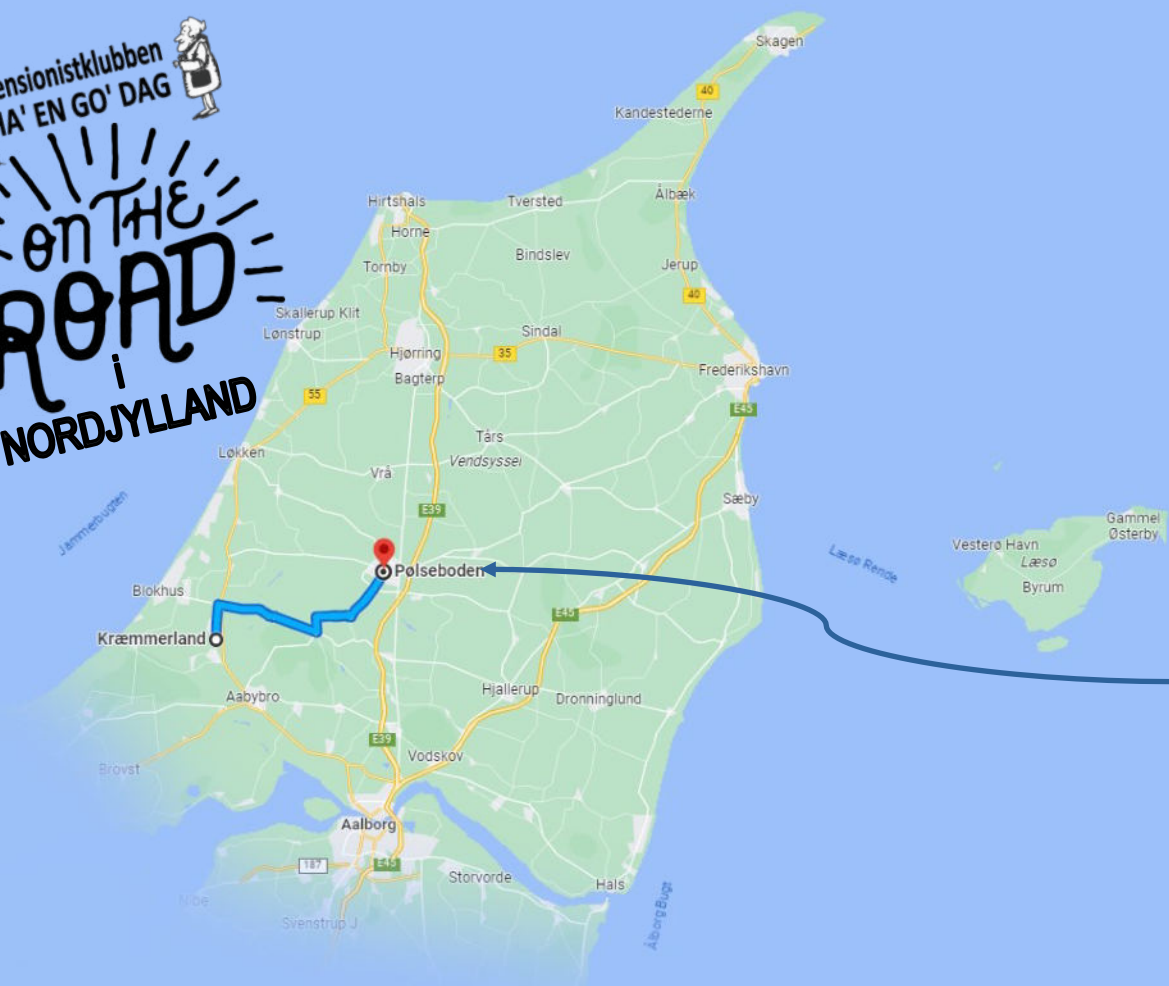 ensionistklubben
HA' EN GO' DAG
on THE
ROAD
i
NORDJYLLAND
Skagen
40
Kandestederne
Ålbæk
Hirtshals
Tversted
Horne
Bindslev
Tornby
Jerup
40
Skallerup Klit
Lønstrup
Sindal
Hjørring
35
Bagterp
Frederikshavn
55
E45
Tårs
Løkken
Vendsyssel
Vrå
Sæby
E39
Jammerbugten
Gammel
Østerby
Vesterø Havn
Læsø
Læsø Rende
Byrum
Pølseboden
Blokhus
E45
Kræmmerland
Aabybro
Hjallerup
Dronninglund
E39
Vodskov
Brovst
Aalborg
187
E45
Storvorde
Hals
Nibe
Svenstrup J
Ålborg Bugt